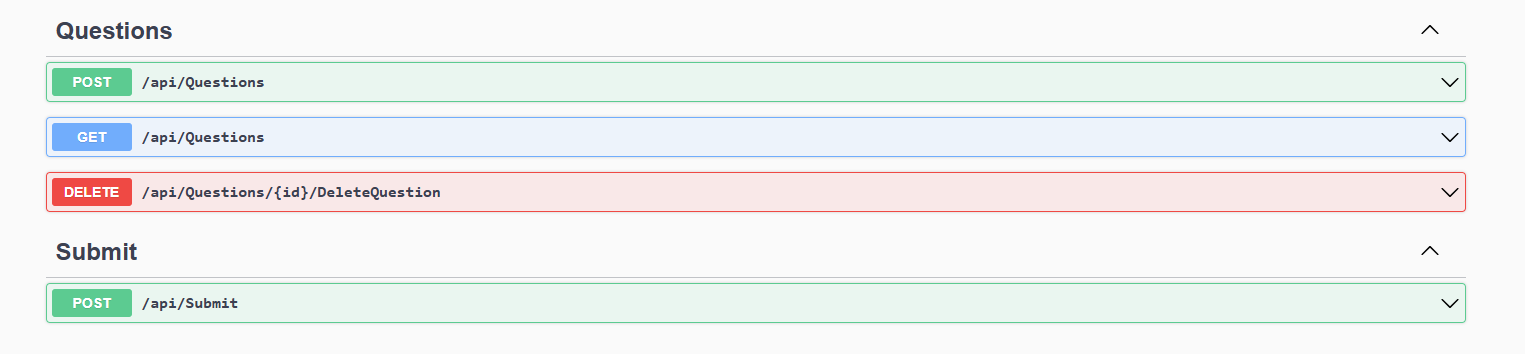 Questions
POST /api/Questions
GET /api/Questions
DELETE /api/Questions/{id}/DeleteQuestion
Submit
POST /api/Submit